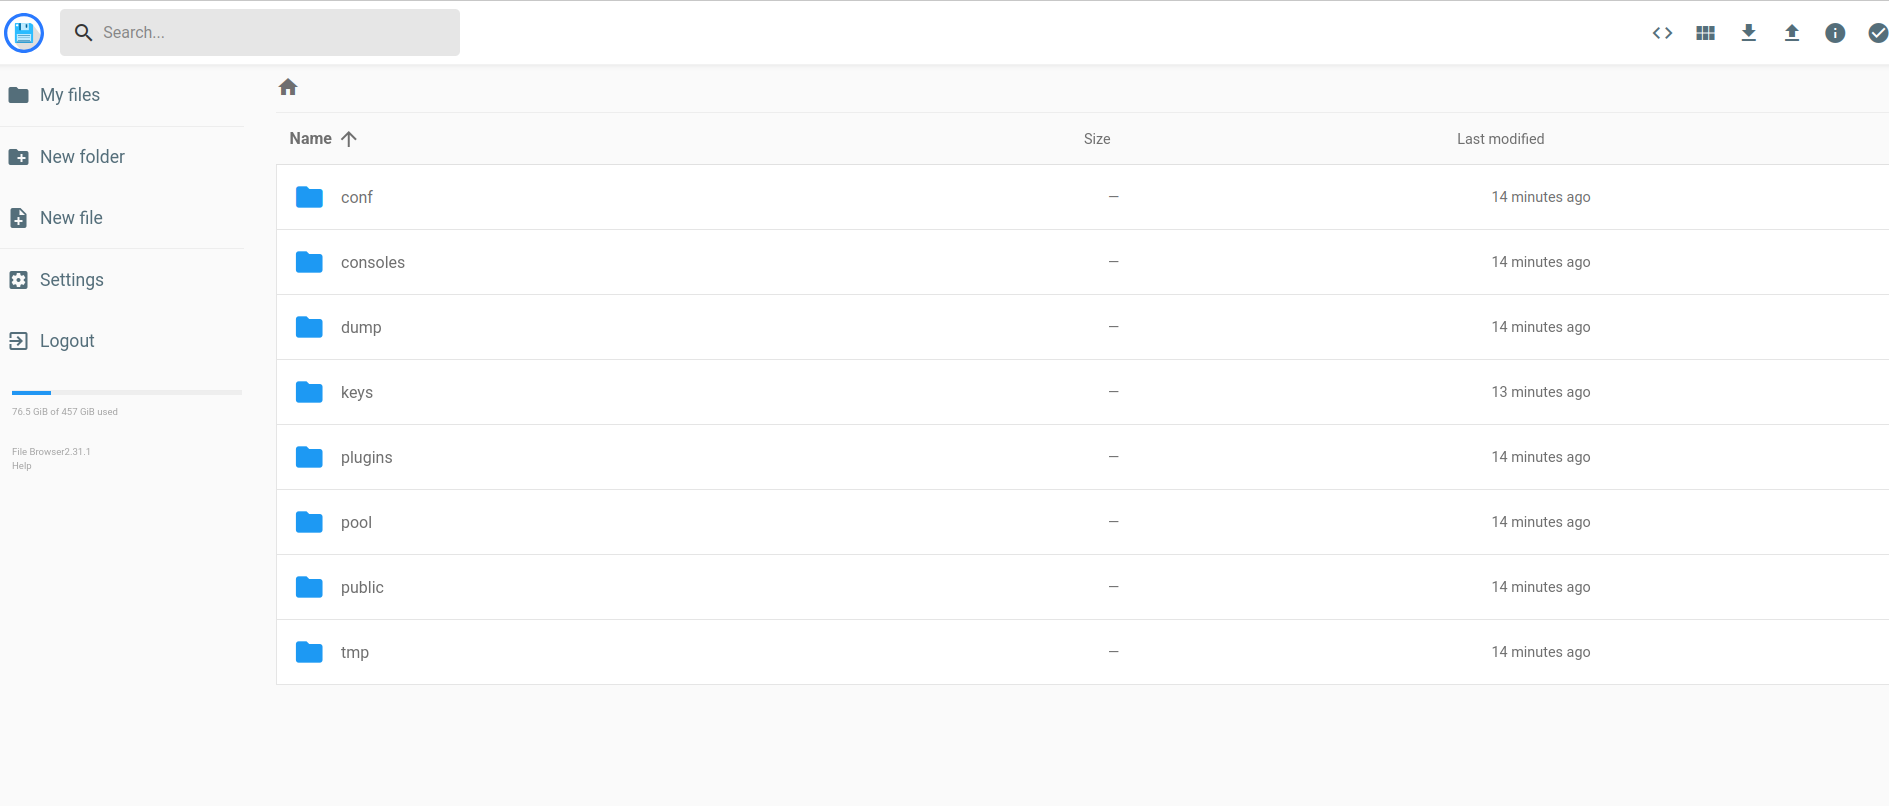 Search...
My files
New folder
New file
Settings
Logout
76.5 GiB of 457 GiB used
File Browser2.31.1
Help
Name Size Last modified
conf — 14 minutes ago
consoles — 14 minutes ago
dump — 14 minutes ago
keys — 13 minutes ago
plugins — 14 minutes ago
pool — 14 minutes ago
public — 14 minutes ago
tmp — 14 minutes ago